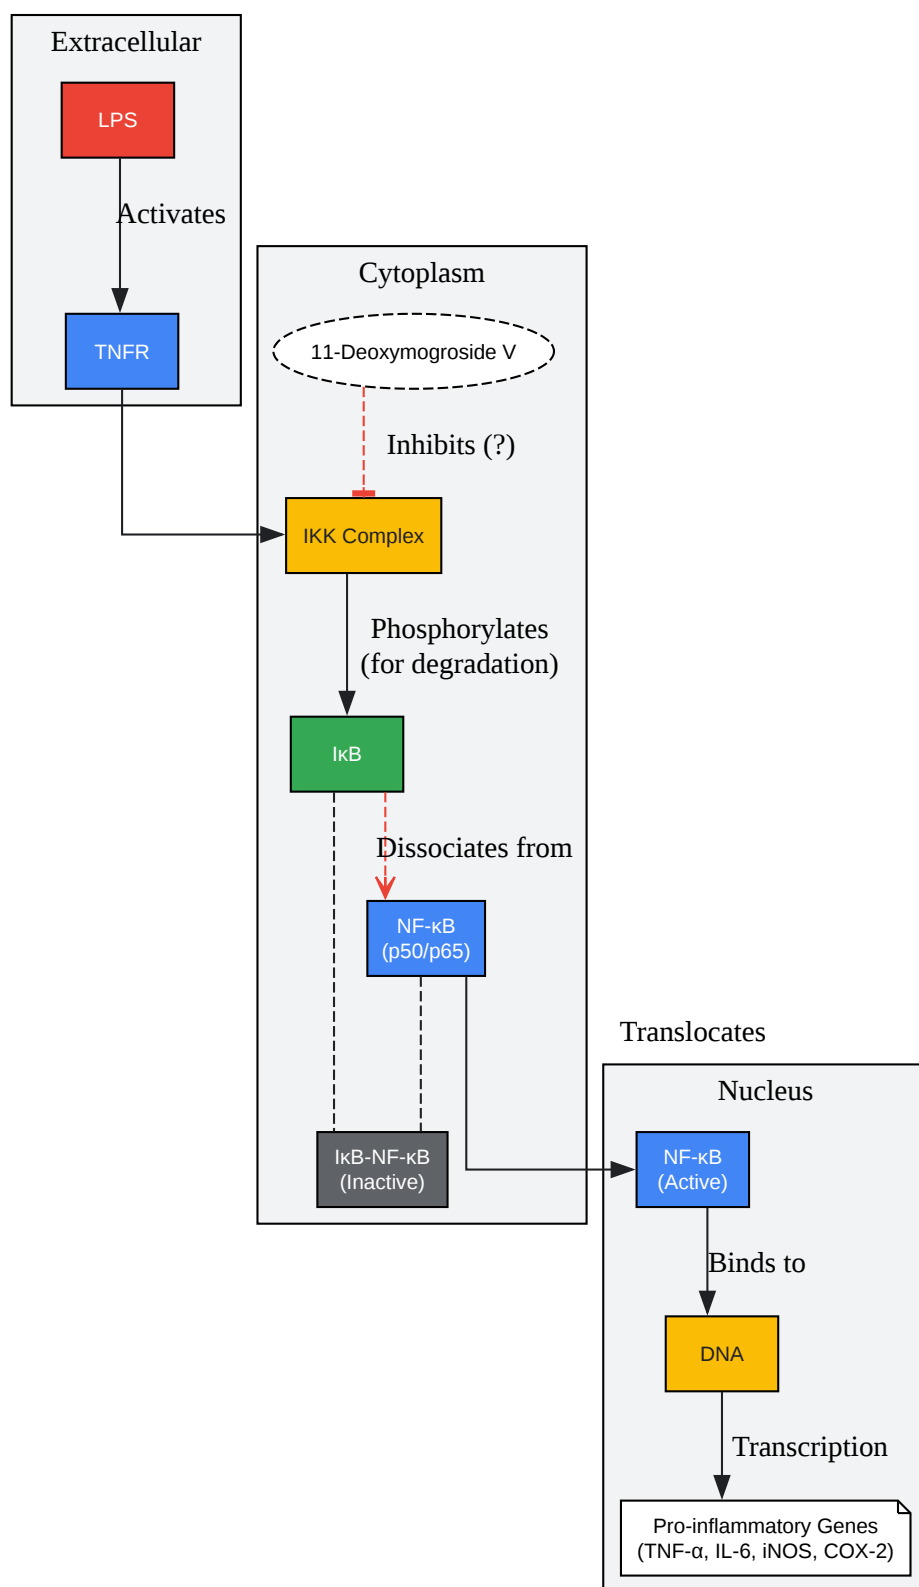 Extracellular
LPS
Activates
TNFR
Cytoplasm
11-Deoxymogroside V
Inhibits (?)
IKK Complex
Phosphorylates
(for degradation)
IκB
Dissociates from
NF-κB
(p50/p65)
IκB-NF-κB
(Inactive)
Translocates
Nucleus
NF-κB
(Active)
Binds to
DNA
Transcription
Pro-inflammatory Genes
(TNF-α, IL-6, iNOS, COX-2)